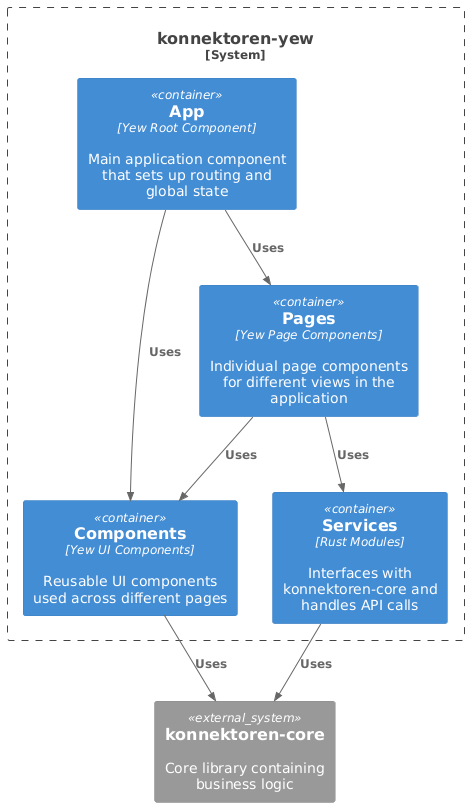 konnektoren-yew
[System]
«container»
App
[Yew Root Component]
Main application component
that sets up routing and
global state
Uses
«container»
Pages
[Yew Page Components]
Individual page components
for different views in the
application
Uses
Uses
Uses
«container»
Components
[Yew UI Components]
Reusable UI components
used across different pages
«container»
Services
[Rust Modules]
Interfaces with
konnektoren-core and
handles API calls
Uses
Uses
«external_system»
konnektoren-core
Core library containing
business logic